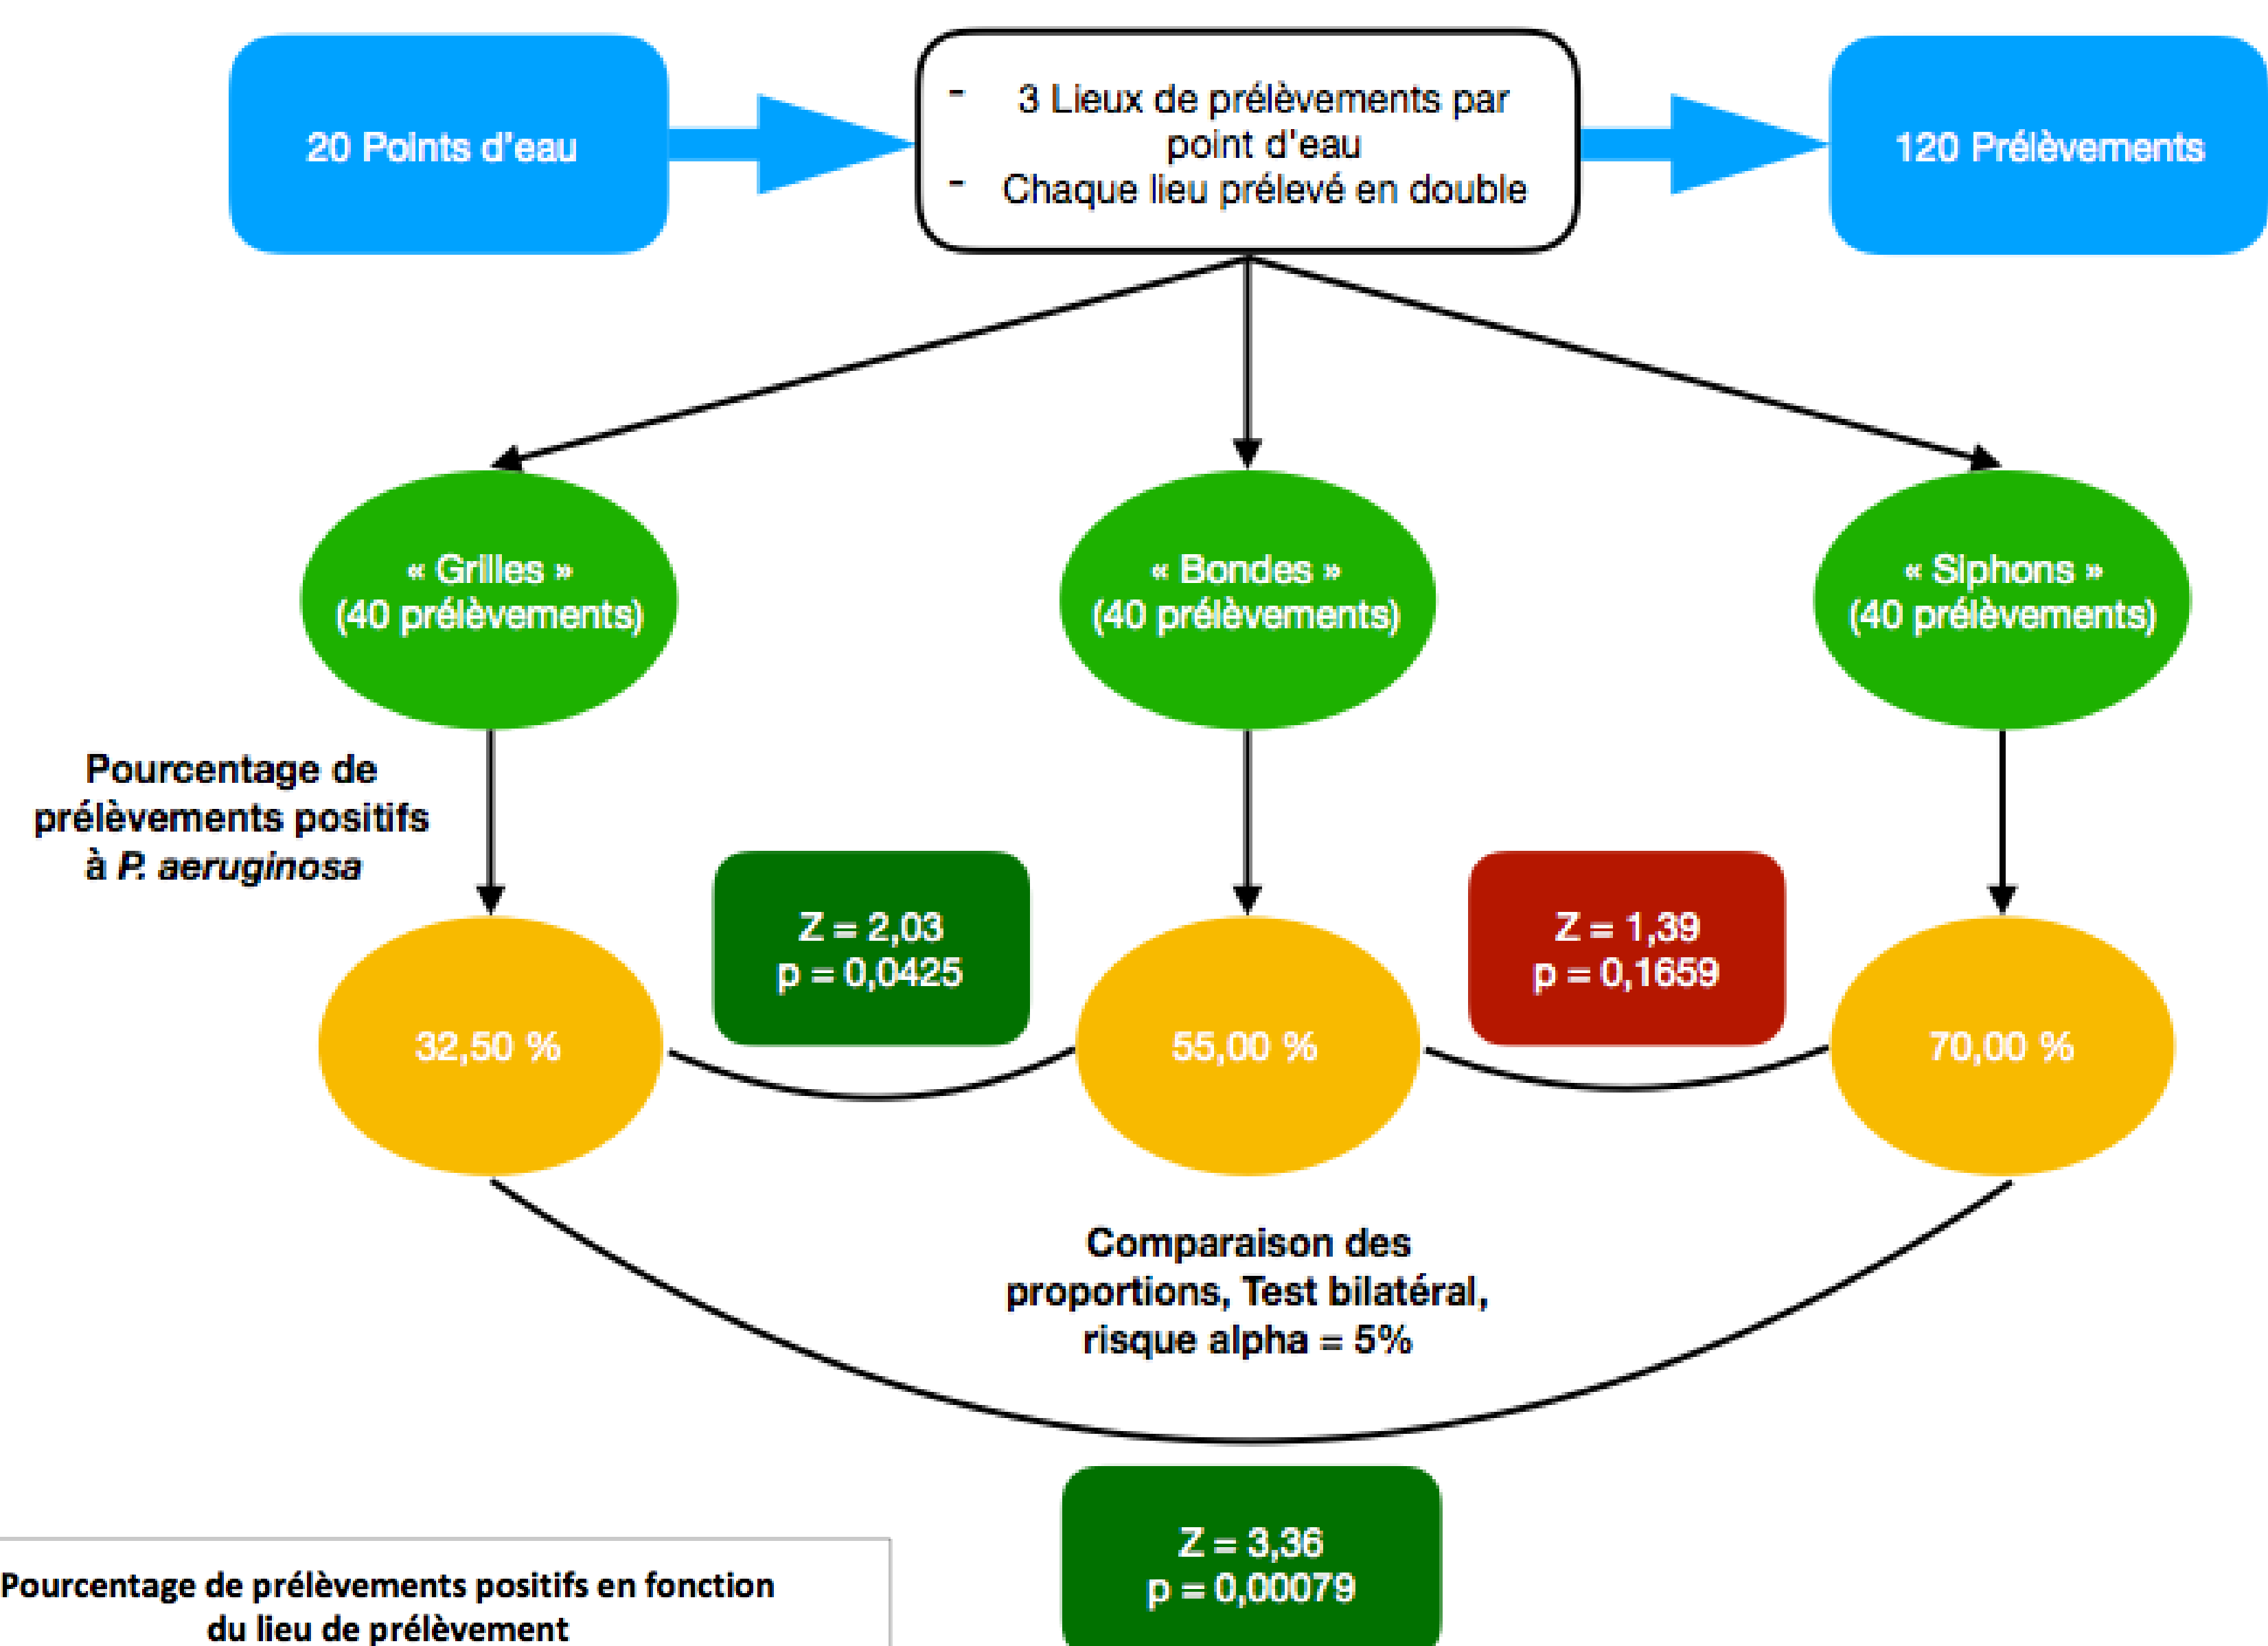 20 Points d'eau
- 3 Lieux de prélèvements par
point d'eau
- Chaque lieu prélevé en double
120 Prélèvements
« Grilles »
(40 prélèvements)
« Bondes »
(40 prélèvements)
« Siphons »
(40 prélèvements)
Pourcentage de
prélèvements positifs
à P. aeruginosa
Z = 2,03
p = 0,0425
Z = 1,39
p = 0,1659
32,50 %
55,00 %
70,00 %
Comparaison des
proportions, Test bilatéral,
risque alpha = 5%
Z = 3,36
p = 0,00079
Pourcentage de prélèvements positifs en fonction
du lieu de prélèvement